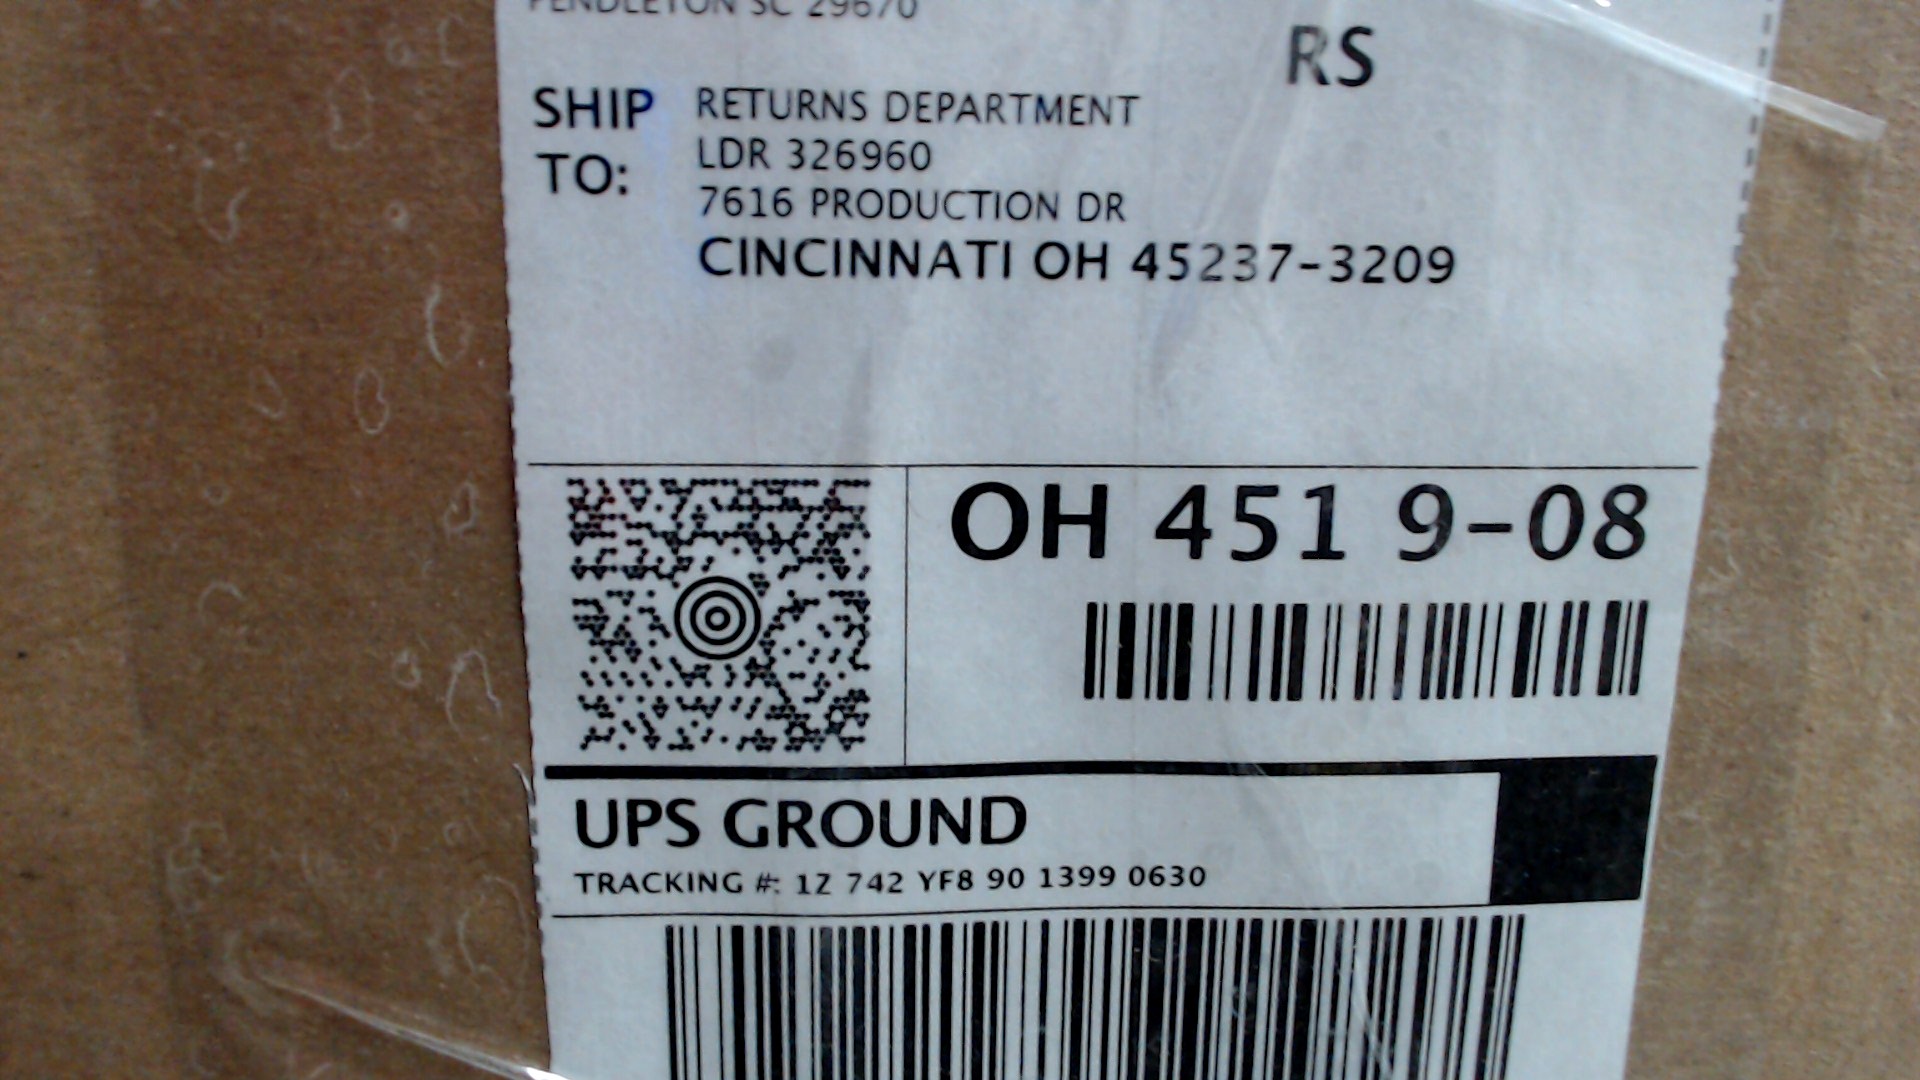 PENDLETON SC 29670
RS
SHIP TO:
RETURNS DEPARTMENT
LDR 326960
7616 PRODUCTION DR
CINCINNATI OH 45237-3209
OH 451 9-08
UPS GROUND
TRACKING #: 1Z 742 YF8 90 1399 0630